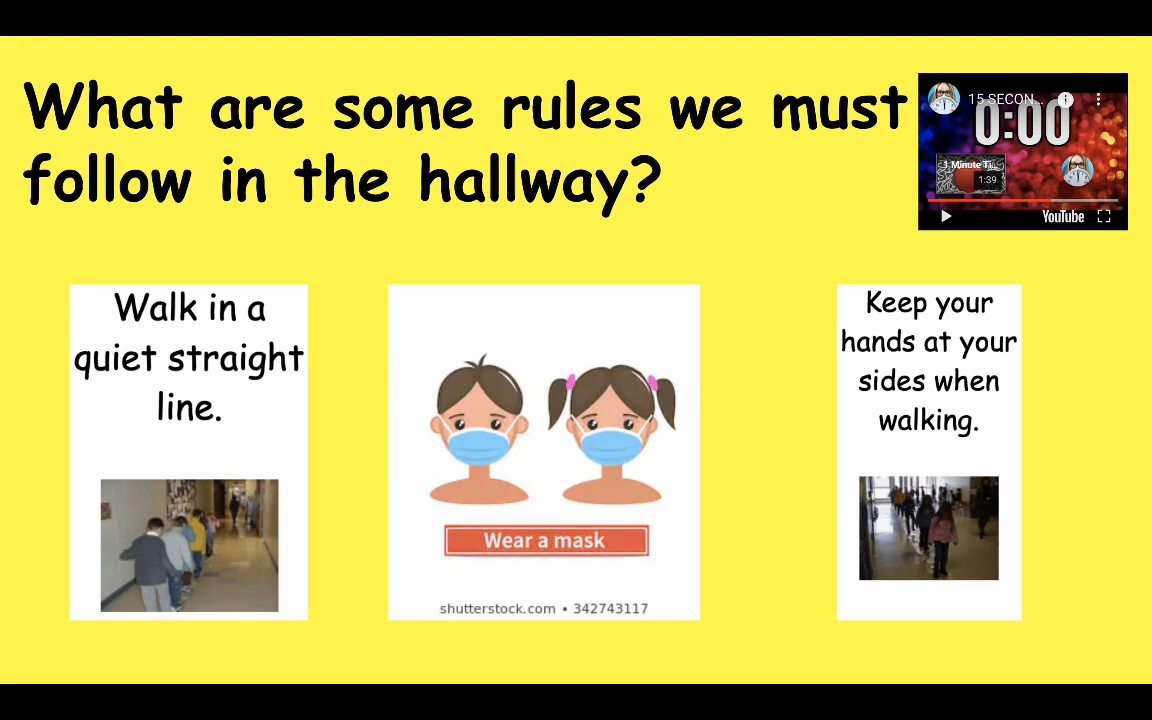 What are some rules we must
follow in the hallway?
15 SECON...
0:00
1 Minute Ti...
1:39
YouTube
Walk in a
quiet straight
line.
Wear a mask
shutterstock.com • 342743117
Keep your
hands at your
sides when
walking.